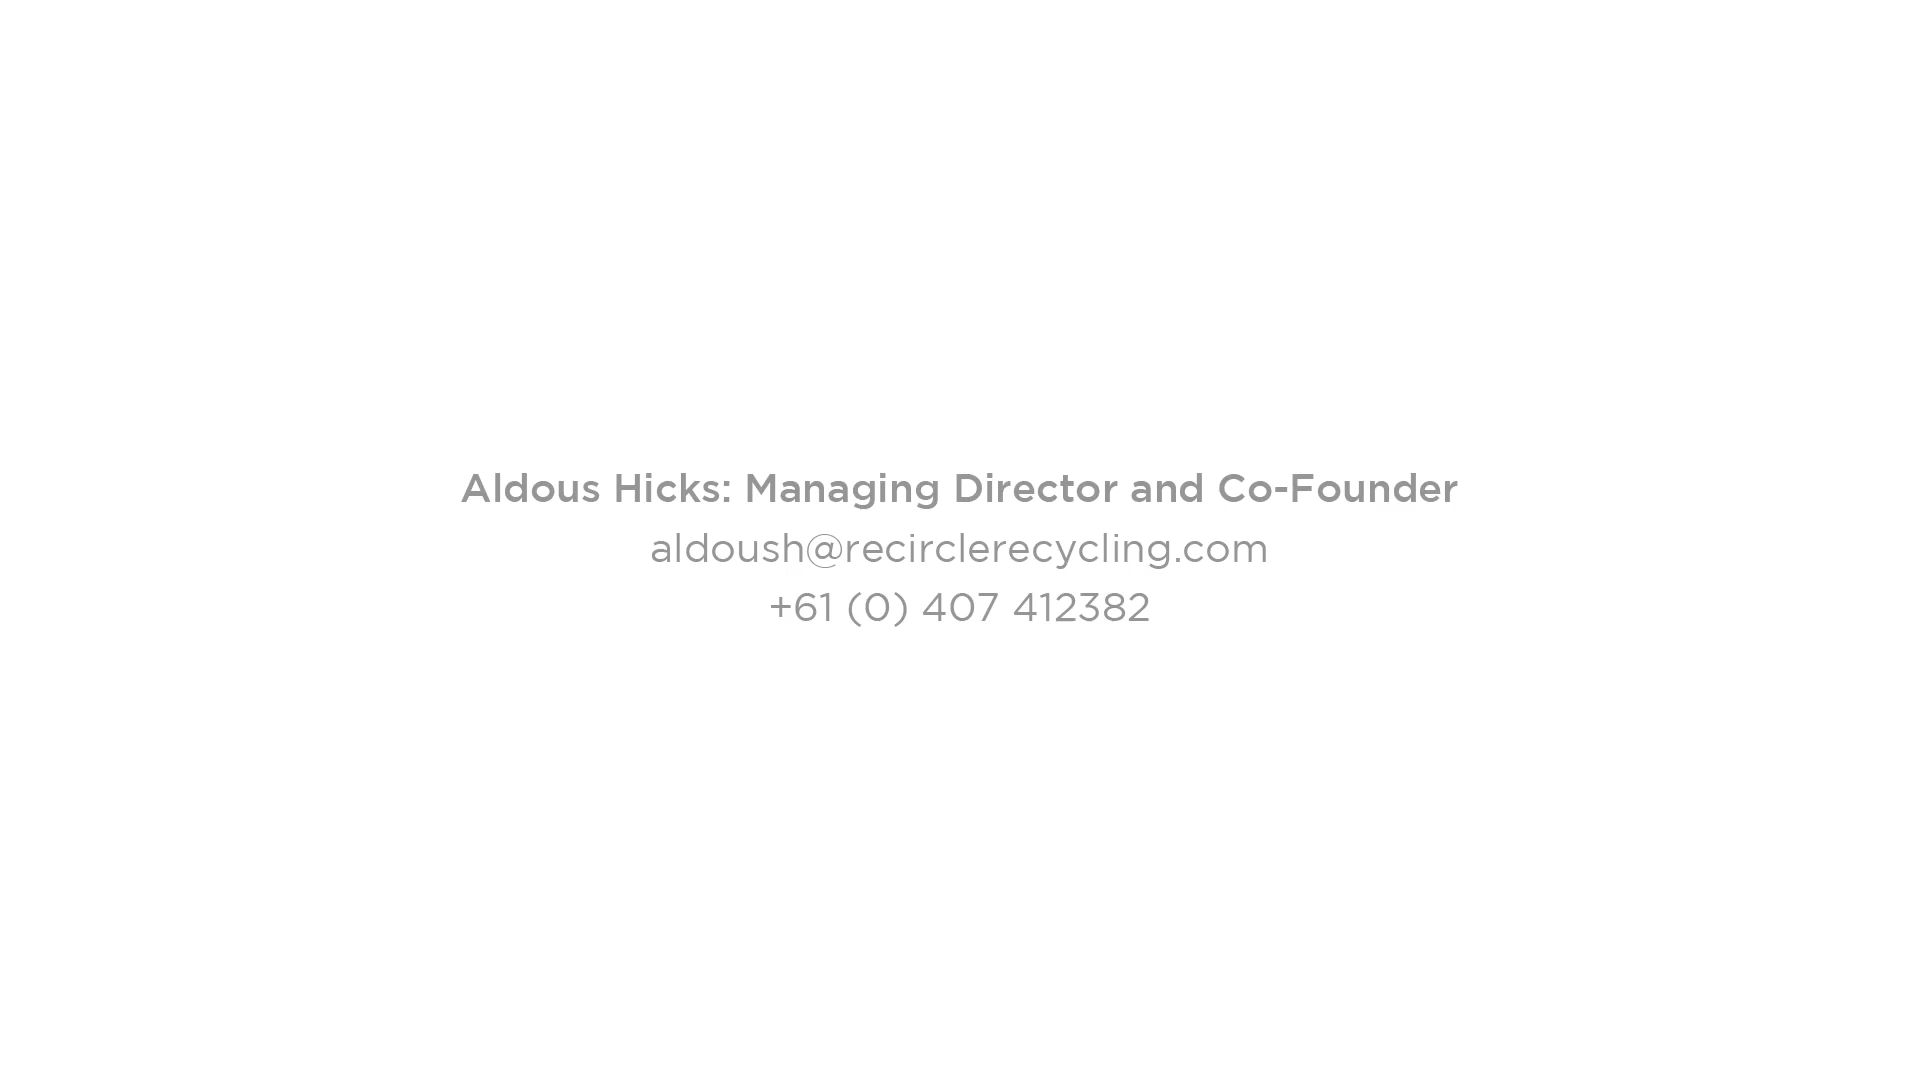 Aldous Hicks: Managing Director and Co-Founder
aldoush@recirclerecycling.com
+61 (0) 407 412382